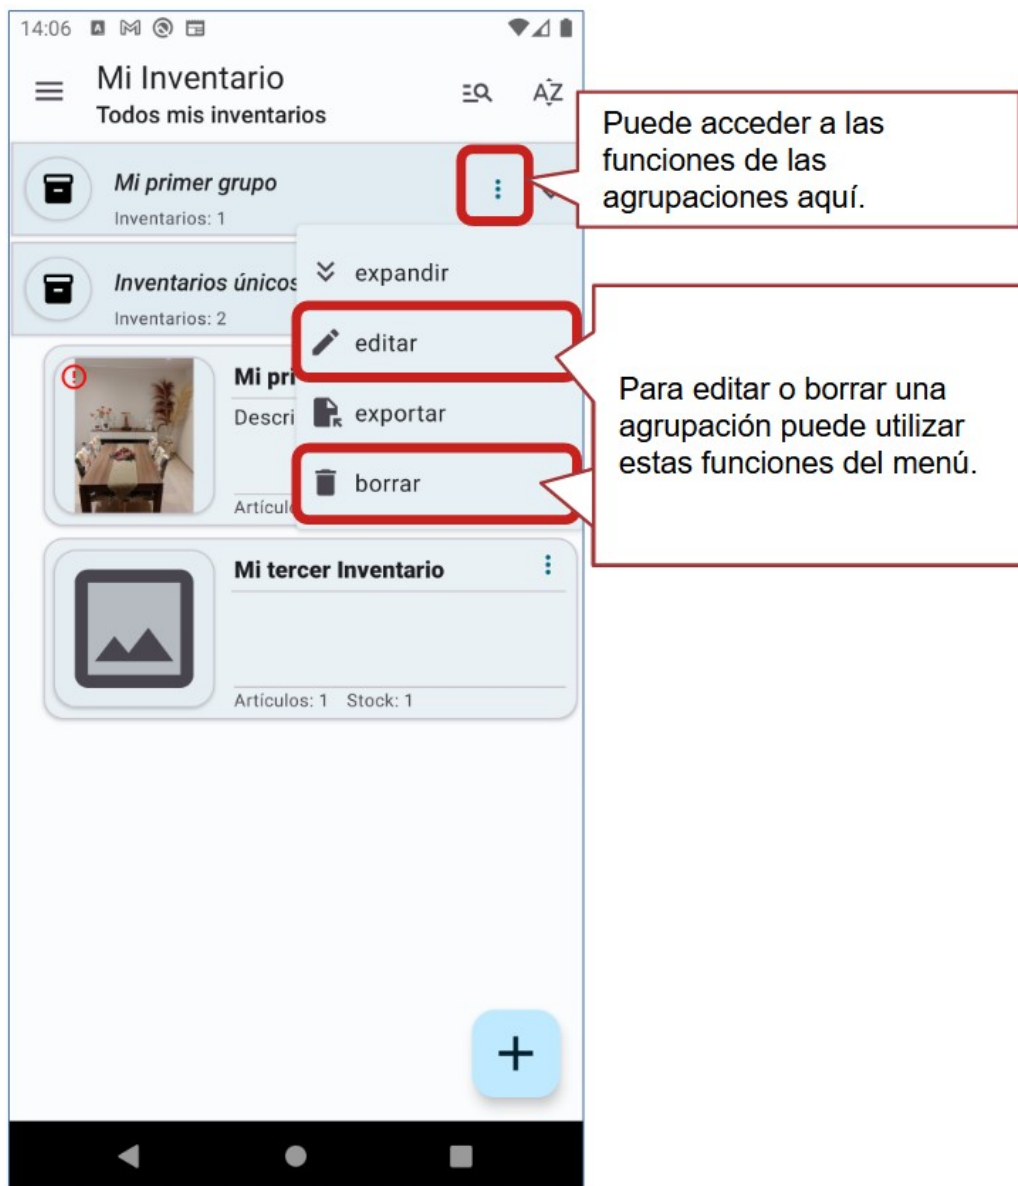 14:06
Mi Inventario
Todos mis inventarios
AZ
Puede acceder a las
funciones de las
agrupaciones aquí.
Mi primer grupo
Inventarios: 1
expandir
Inventarios únicos
Inventarios: 2
editar
Mi pri
Descri
exportar
borrar
Artícul
Para editar o borrar una
agrupación puede utilizar
estas funciones del menú.
Mi tercer Inventario
Artículos: 1 Stock: 1